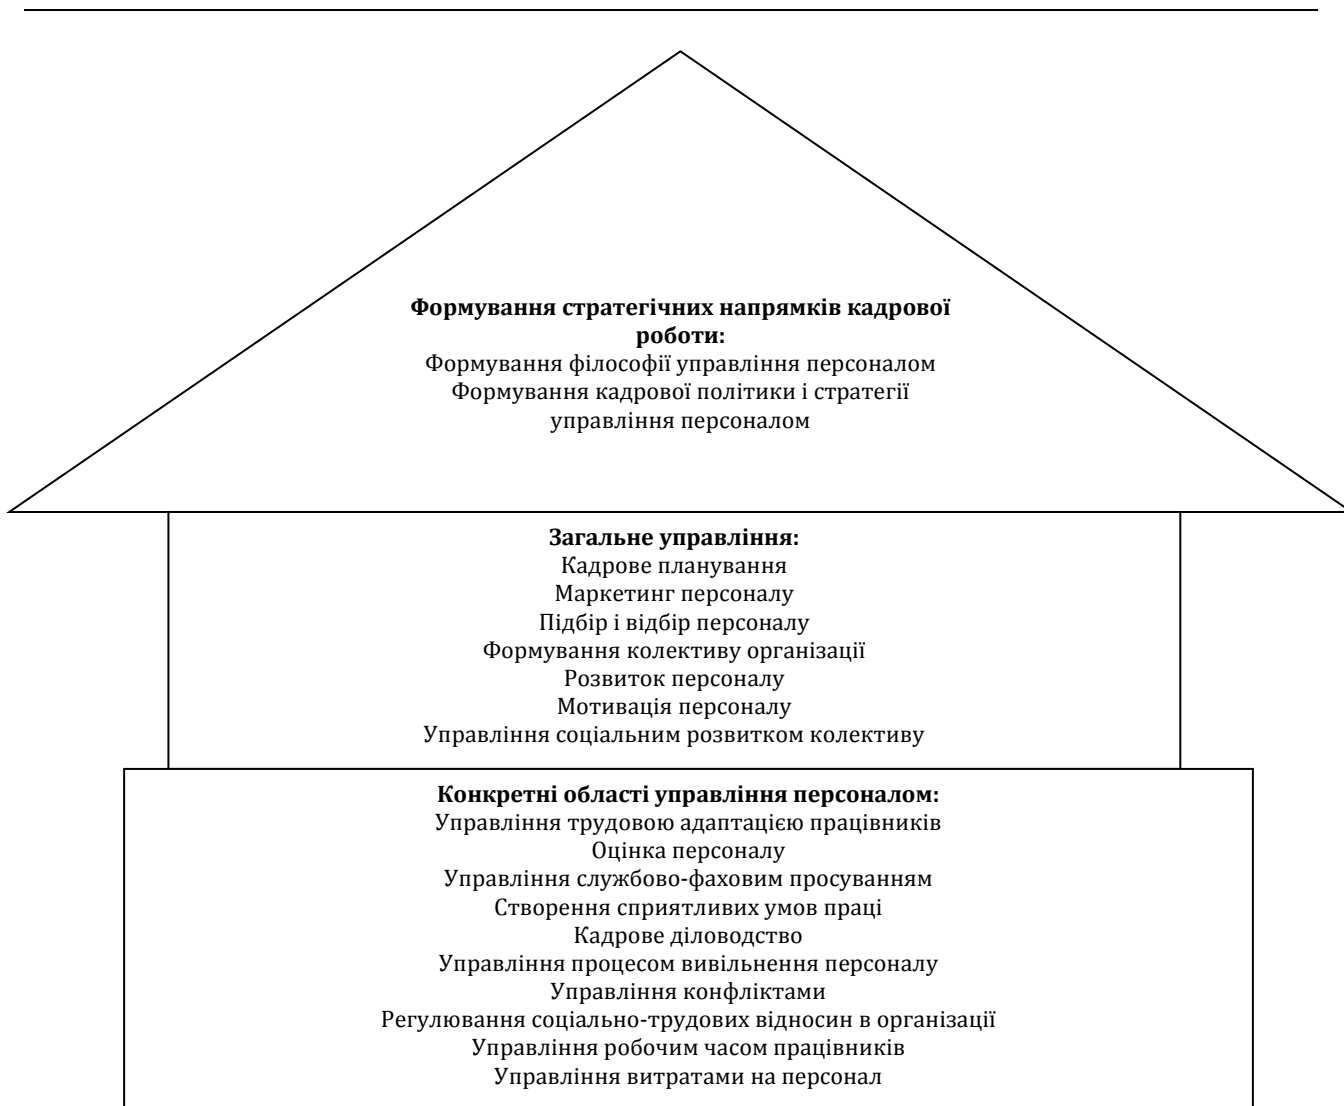 Формування стратегічних напрямків кадрової
роботи:
Формування філософії управління персоналом
Формування кадрової політики і стратегії
управління персоналом
Загальне управління:
Кадрове планування
Маркетинг персоналу
Підбір і відбір персоналу
Формування колективу організації
Розвиток персоналу
Мотивація персоналу
Управління соціальним розвитком колективу
Конкретні області управління персоналом:
Управління трудовою адаптацією працівників
Оцінка персоналу
Управління службово-фаховим просуванням
Створення сприятливих умов праці
Кадрове діловодство
Управління процесом вивільнення персоналу
Управління конфліктами
Регулювання соціально-трудових відносин в організації
Управління робочим часом працівників
Управління витратами на персонал